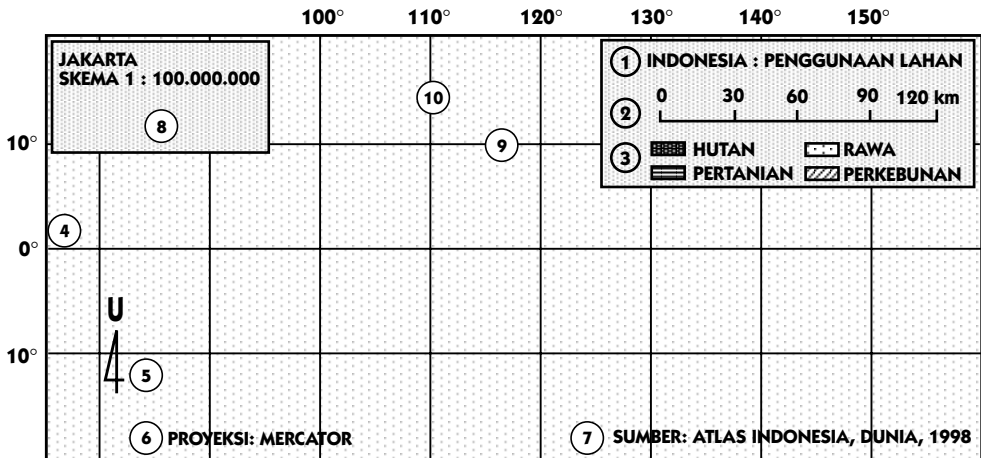 100° 110° 120° 130° 140° 150°
JAKARTA
SKEMA 1 : 100.000.000
8
1 INDONESIA : PENGGUNAAN LAHAN
2 0 30 60 90 120 km
3 HUTAN RAWA
PERTANIAN PERKEBUNAN
10
10° 9
4
0°
U
10°
5
6 PROYEKSI: MERCATOR
7 SUMBER: ATLAS INDONESIA, DUNIA, 1998